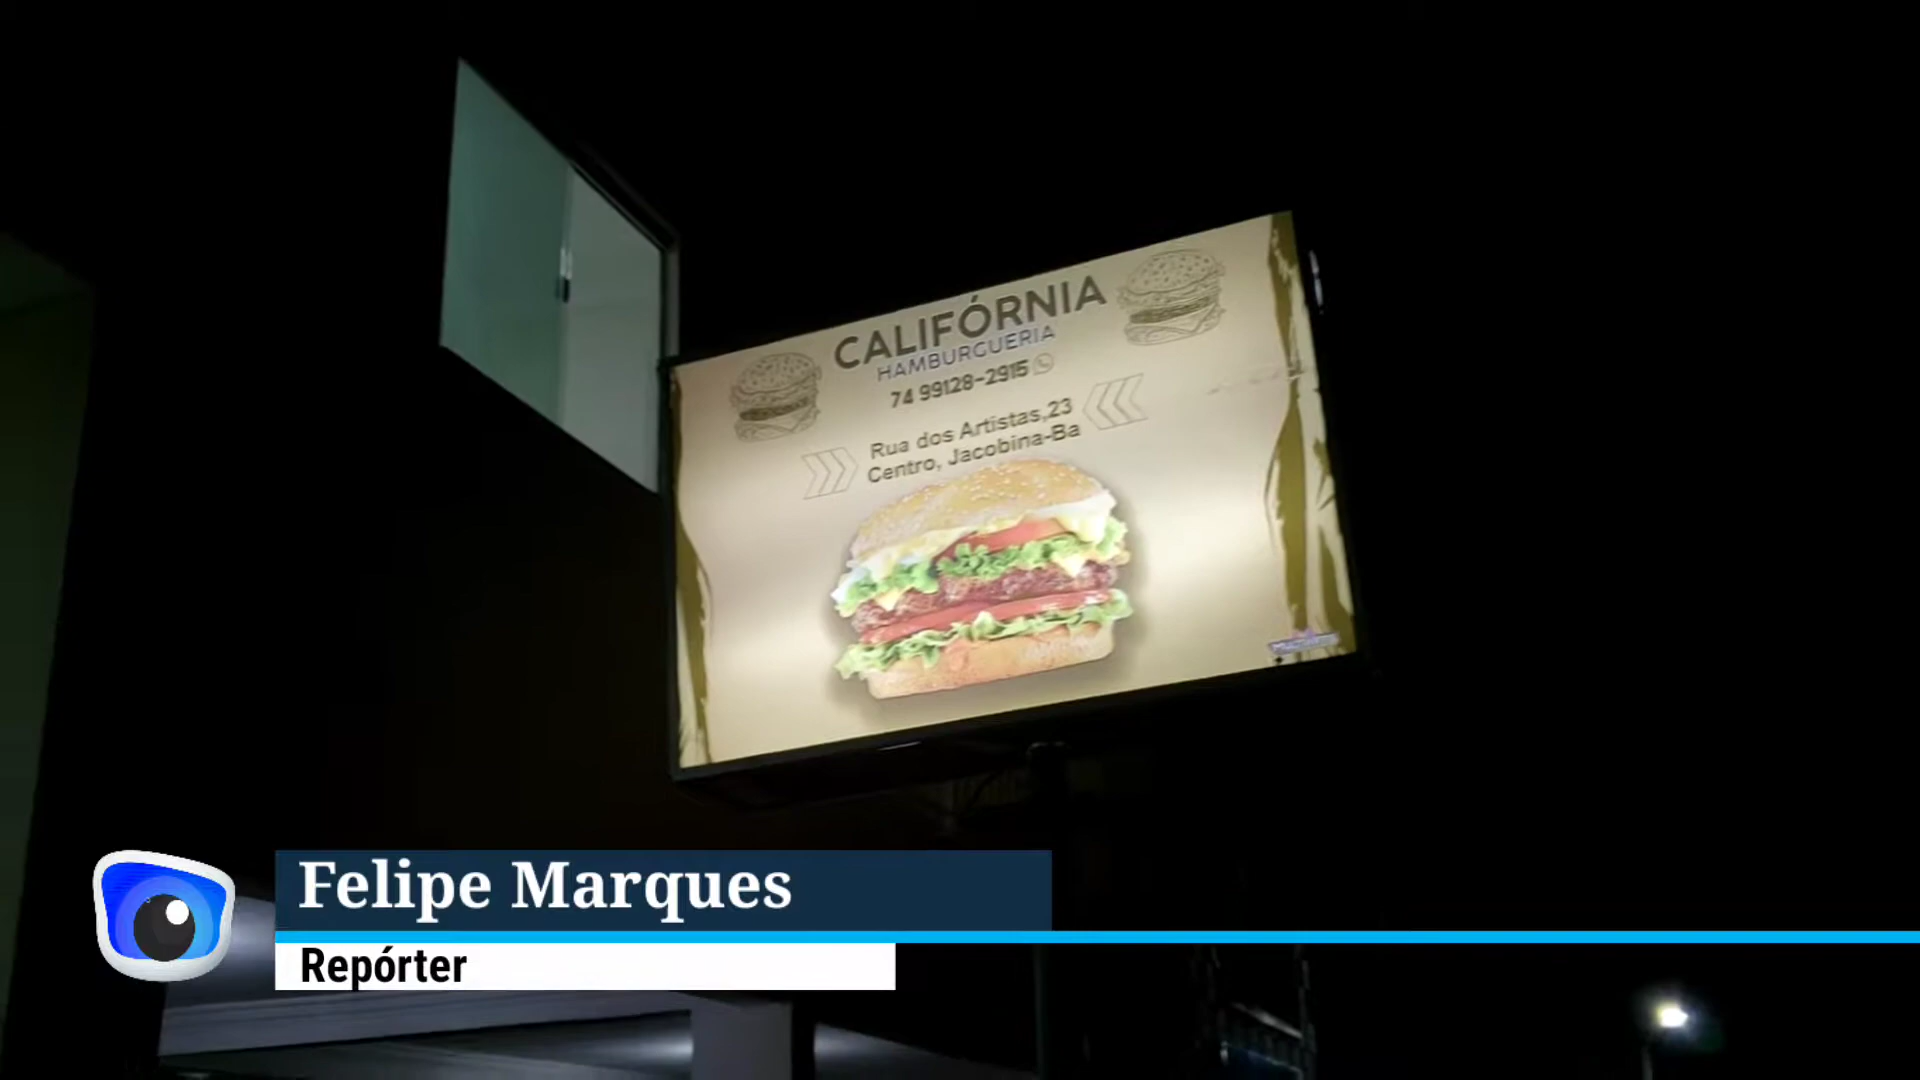 CALIFÓRNIA
HAMBURGUERIA
74 99128-2915
Rua dos Artistas,23
Centro, Jacobina-Ba
Felipe Marques
Repórter